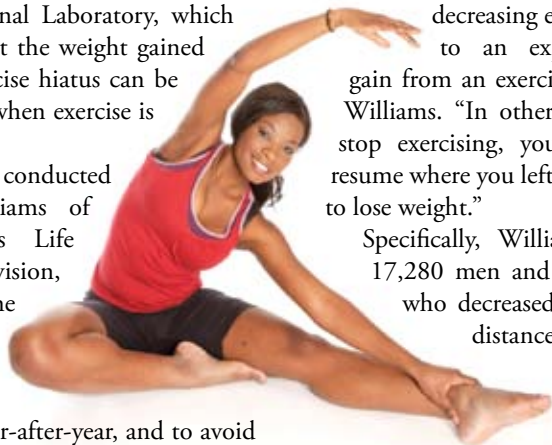 nal Laboratory, which
t the weight gained
cise hiatus can be
when exercise is
conducted
iams of
s Life
vision,
ne
r-after-year, and to avoid
decreasing e
to an ex
gain from an exerci
Williams. “In other
stop exercising, you
resume where you left
to lose weight.”
Specifically, Willia
17,280 men and
who decreased
distance